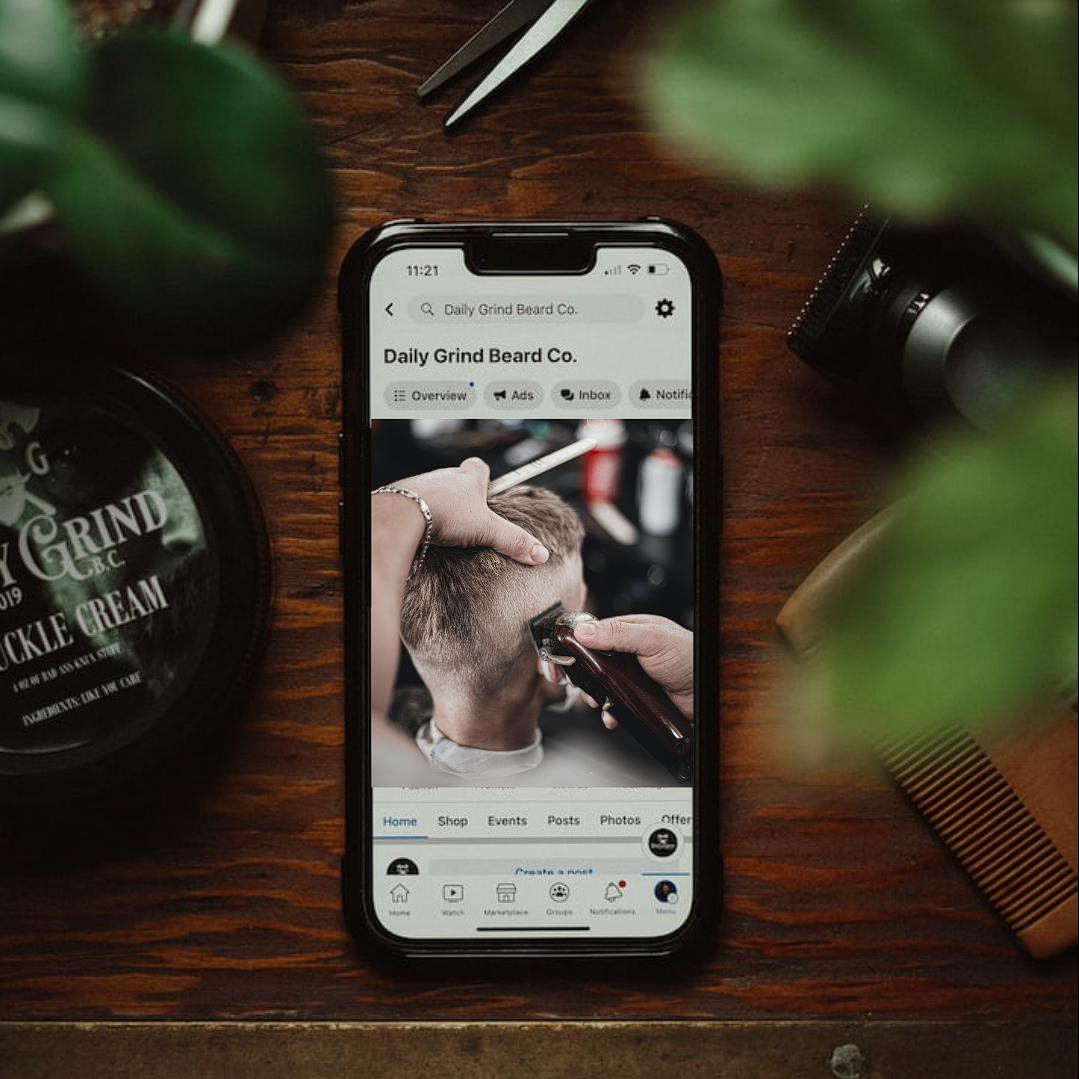 11:21
Daily Grind Beard Co.
Daily Grind Beard Co.
Overview
Ads
Inbox
Notific
G
Y GRIND
B.C.
2019
UCKLE CREAM
4 OZ OF BAD ASS KNUX STUFF
INGREDIENTS: LIKE YOU CARE
Home
Shop
Events
Posts
Photos
Offer
Create a post
Home
Watch
Marketplace
Groups
Notifications
Menu